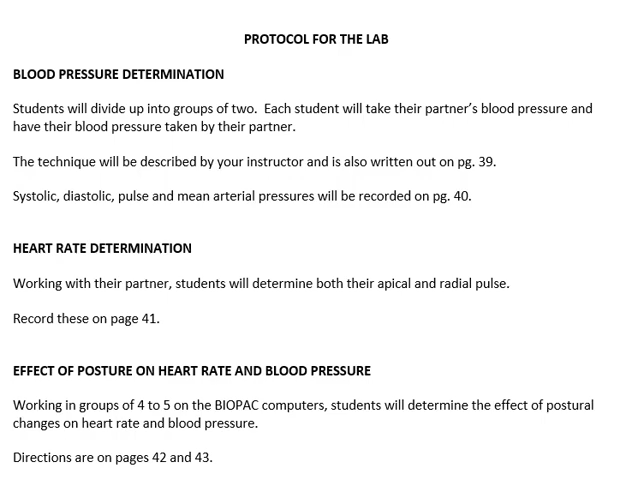 PROTOCOL FOR THE LAB
BLOOD PRESSURE DETERMINATION
Students will divide up into groups of two.  Each student will take their partner’s blood pressure and
have their blood pressure taken by their partner.
The technique will be described by your instructor and is also written out on pg. 39.
Systolic, diastolic, pulse and mean arterial pressures will be recorded on pg. 40.
HEART RATE DETERMINATION
Working with their partner, students will determine both their apical and radial pulse.
Record these on page 41.
EFFECT OF POSTURE ON HEART RATE AND BLOOD PRESSURE
Working in groups of 4 to 5 on the BIOPAC computers, students will determine the effect of postural
changes on heart rate and blood pressure.
Directions are on pages 42 and 43.